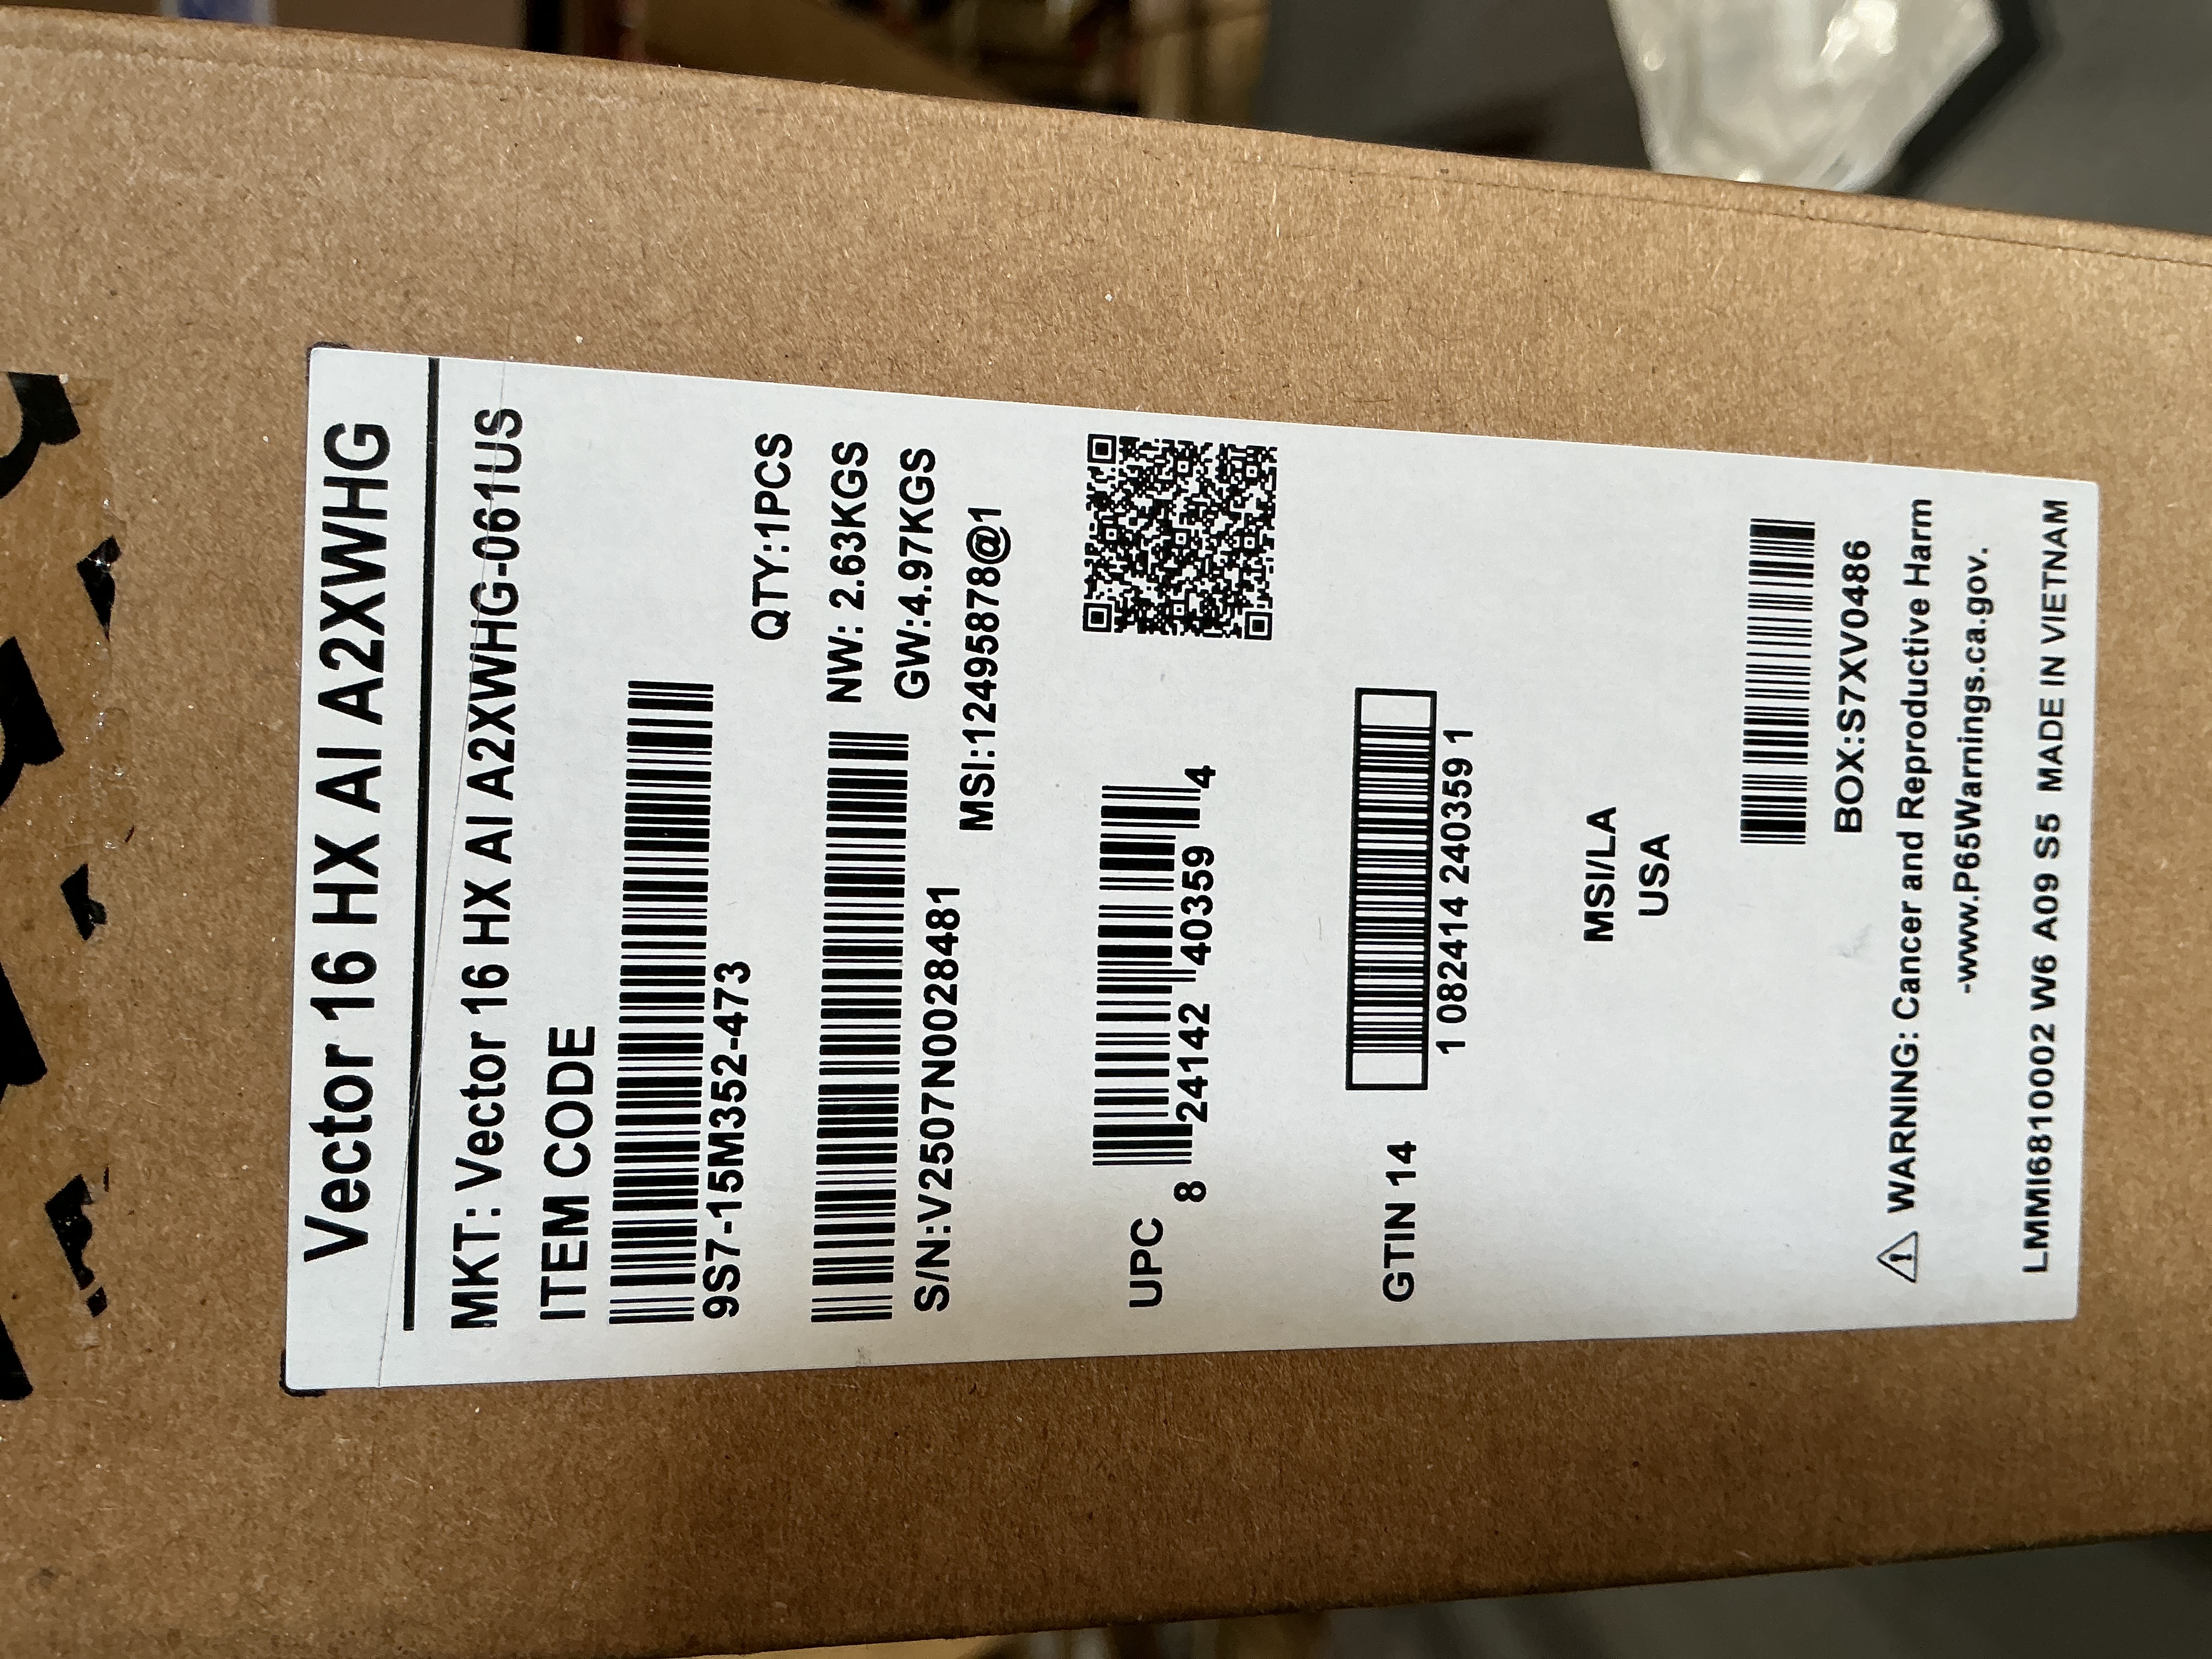 Vector 16 HX AI A2XWHG
MKT: Vector 16 HX AI A2XWHG-061US
ITEM CODE
9S7-15M352-473
QTY:1PCS
NW: 2.63KGS
GW:4.97KGS
S/N:V2507N0028481
MSI:12495878@1
UPC
8 24142 40359 4
GTIN 14
1 082414 240359 1
MSI/LA
USA
BOX:S7XV0486
⚠ WARNING: Cancer and Reproductive Harm
-www.P65Warnings.ca.gov.
LMMI6810002 W6 A09 S5 MADE IN VIETNAM